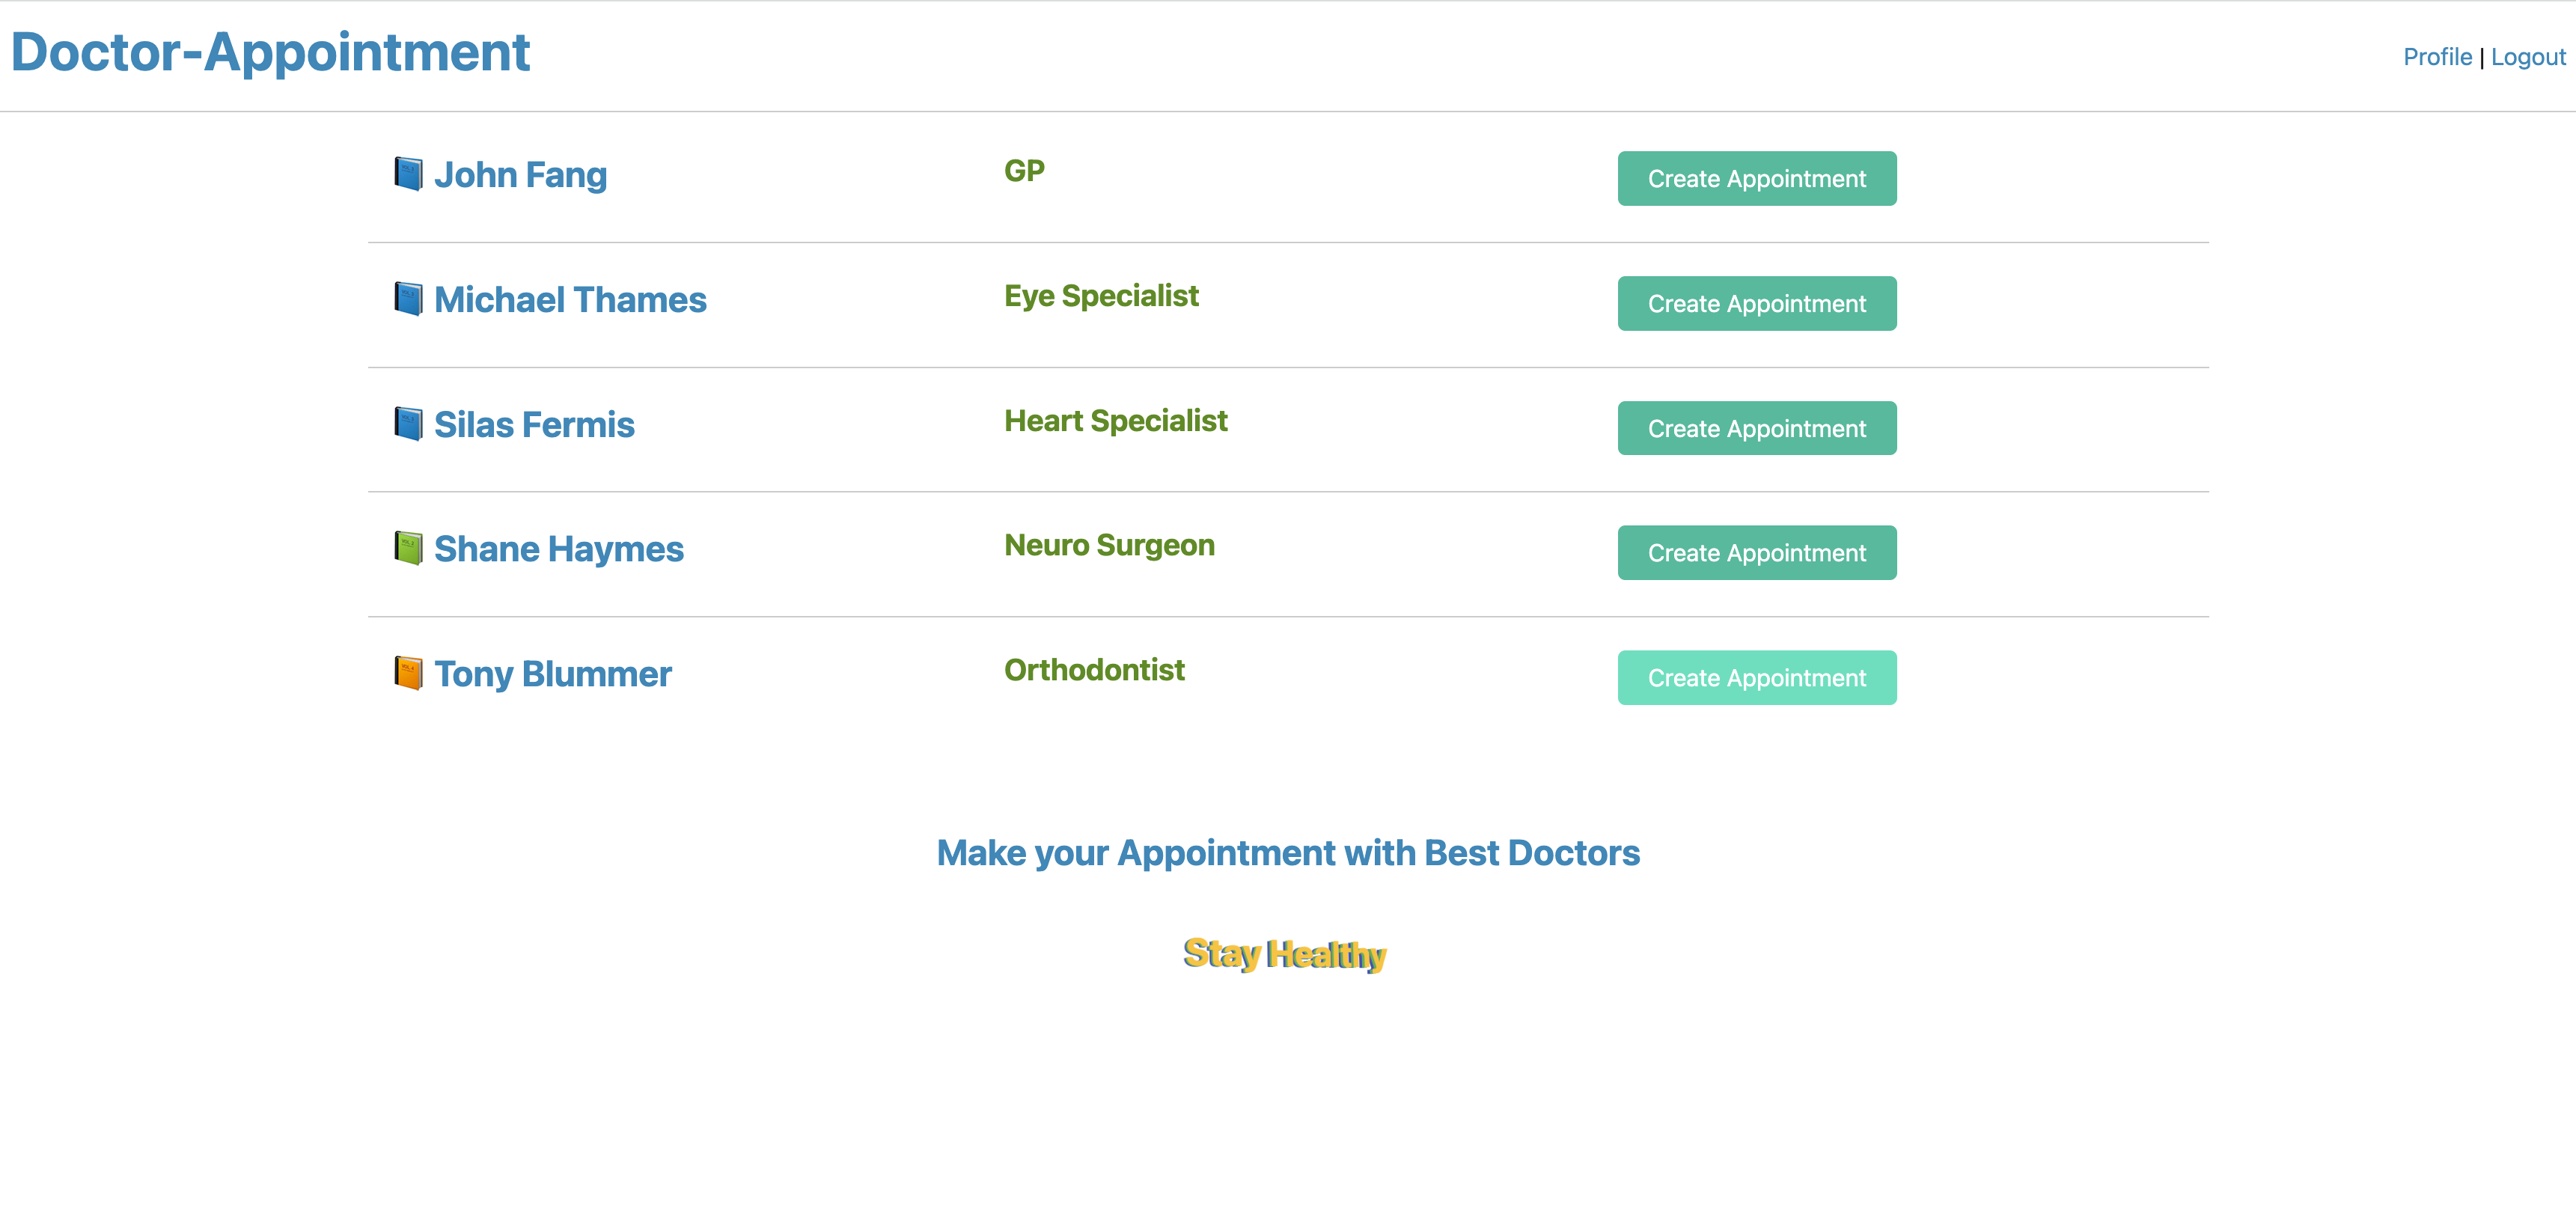 Doctor-Appointment
Profile | Logout
John Fang GP Create Appointment
Michael Thames Eye Specialist Create Appointment
Silas Fermis Heart Specialist Create Appointment
Shane Haymes Neuro Surgeon Create Appointment
Tony Blummer Orthodontist Create Appointment
Make your Appointment with Best Doctors
Stay Healthy